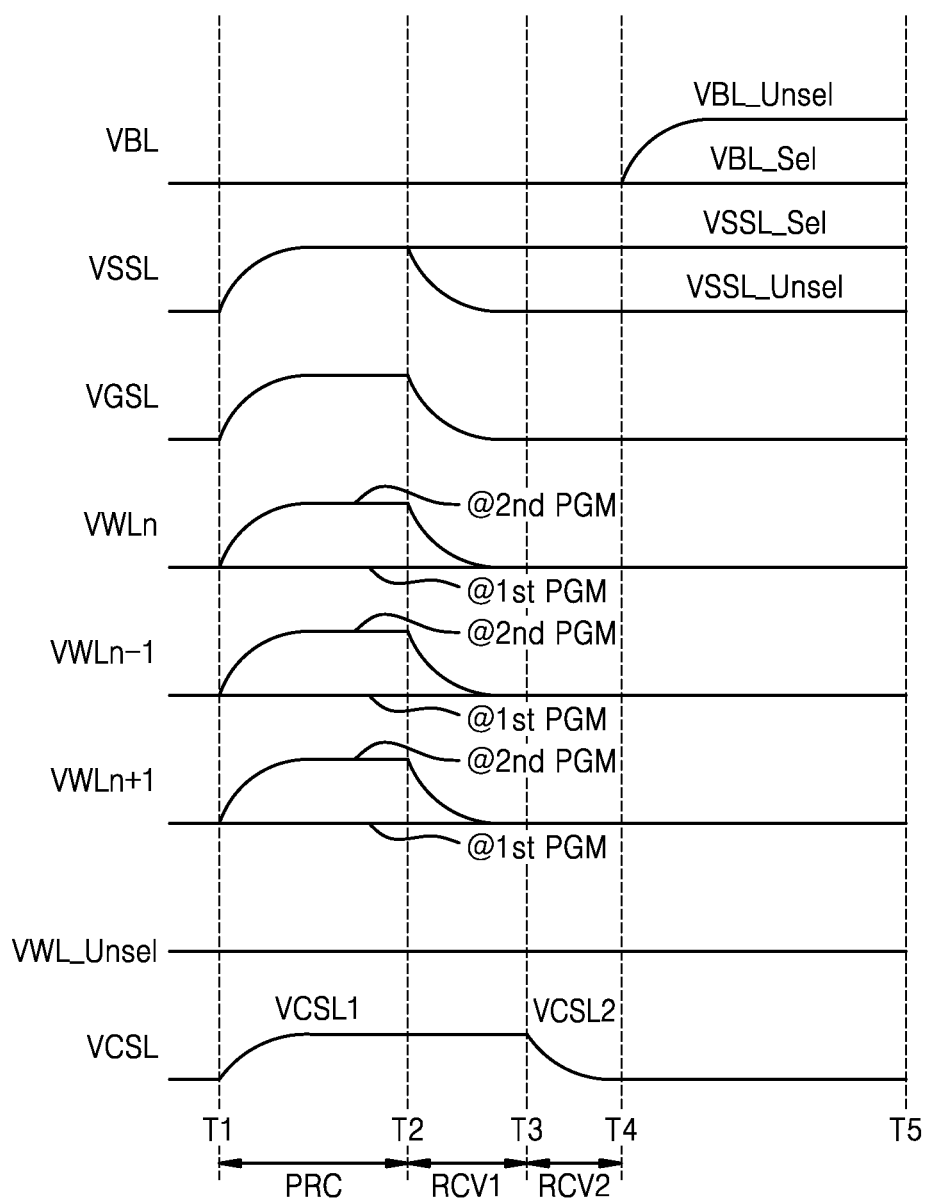 VBL
VBL_Unsel
VBL_Sel
VSSL
VSSL_Sel
VSSL_Unsel
VGSL
VWLn
@2nd PGM
@1st PGM
VWLn-1
@2nd PGM
@1st PGM
VWLn+1
@2nd PGM
@1st PGM
VWL_Unsel
VCSL
VCSL1
VCSL2
T1 T2 T3 T4 T5
PRC RCV1 RCV2